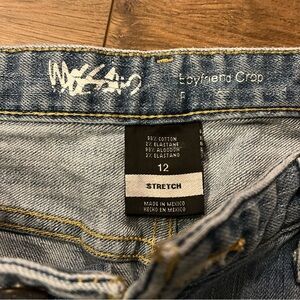 Boyfriend Crop
98% COTTON
2% ELASTANE
98% ALGODON
2% ELASTANO
12
STRETCH
MADE IN MEXICO
HECHO EN MEXICO